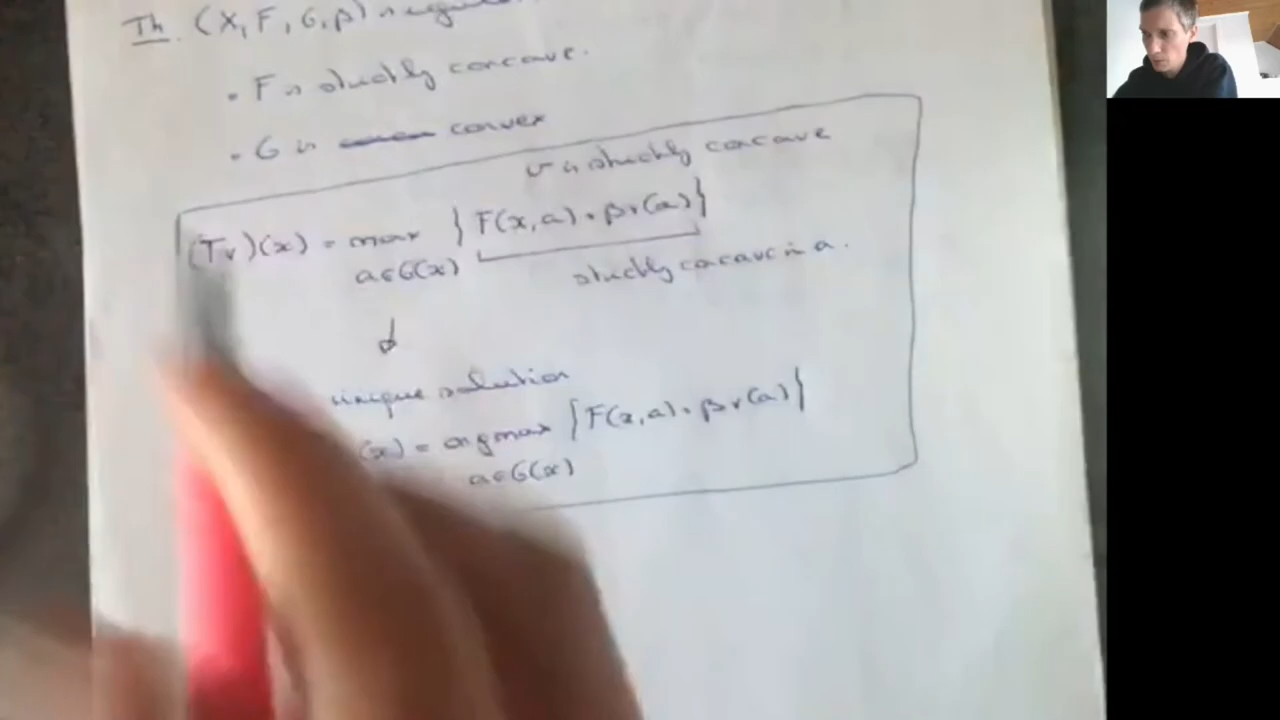 Th. (X, F, G, β)
• F is strictly concave.
• G is convex
v is strictly concave
(Tv)(x) = max { F(x,a) + βv(a) }
a∈G(x)
strictly concave in a.
↓
unique solution
(x) = argmax { F(x,a) + βv(a) }
a∈G(x)